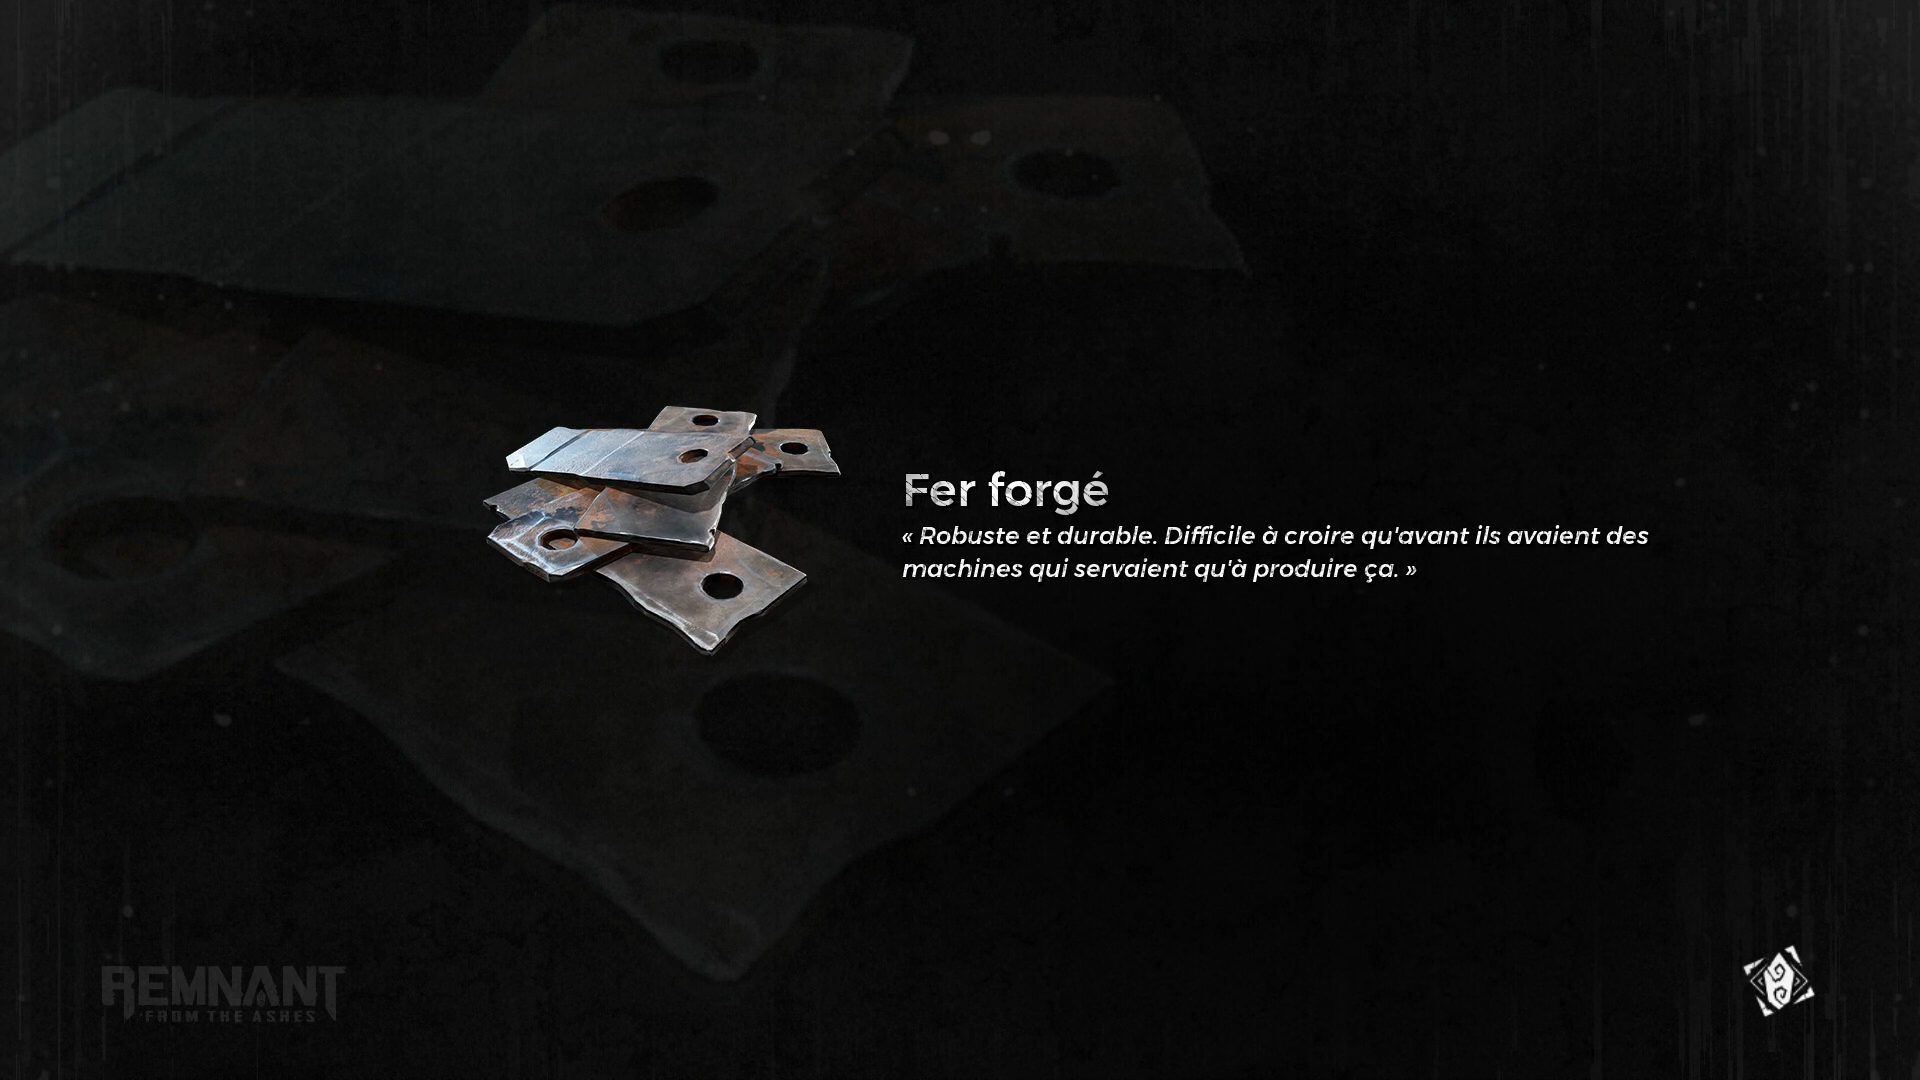 Fer forgé
« Robuste et durable. Difficile à croire qu'avant ils avaient des
machines qui servaient qu'à produire ça. »
REMNANT
FROM THE ASHES